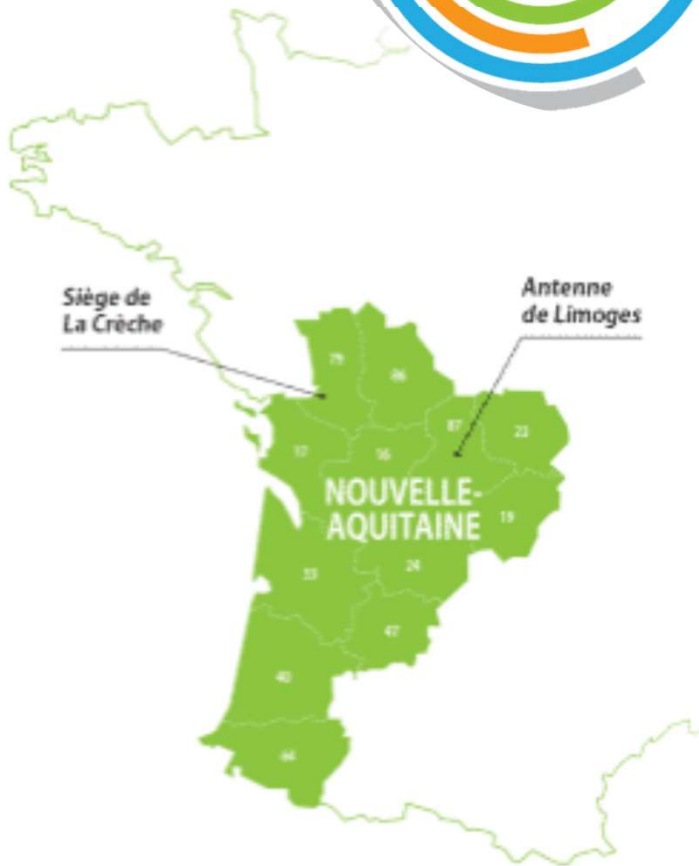 Siège de
La Crèche
Antenne
de Limoges
79
86
87
23
17
16
NOUVELLE-
AQUITAINE
19
33
24
47
40
64